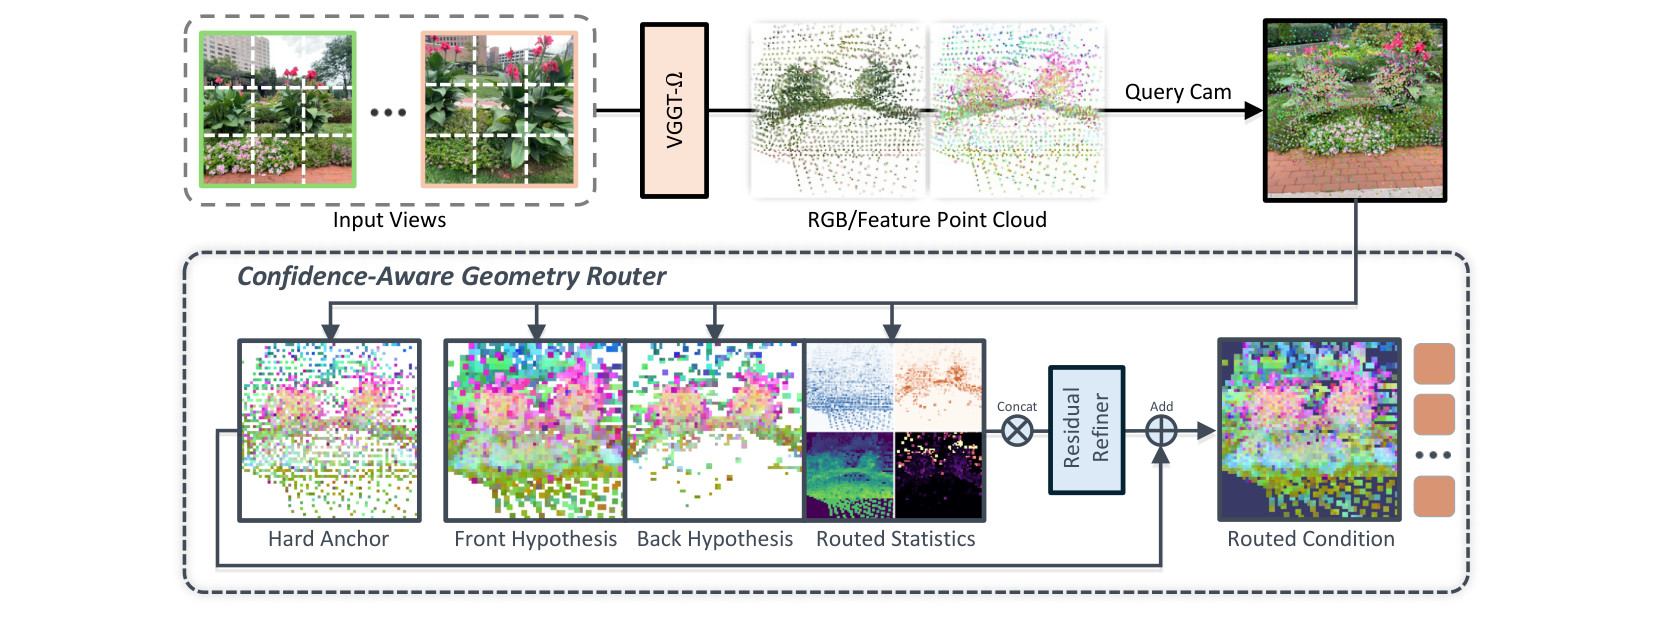 VGGT-Ω
Query Cam
Input Views
RGB/Feature Point Cloud
Confidence-Aware Geometry Router
Concat
Residual
Refiner
Add
Hard Anchor
Front Hypothesis
Back Hypothesis
Routed Statistics
Routed Condition